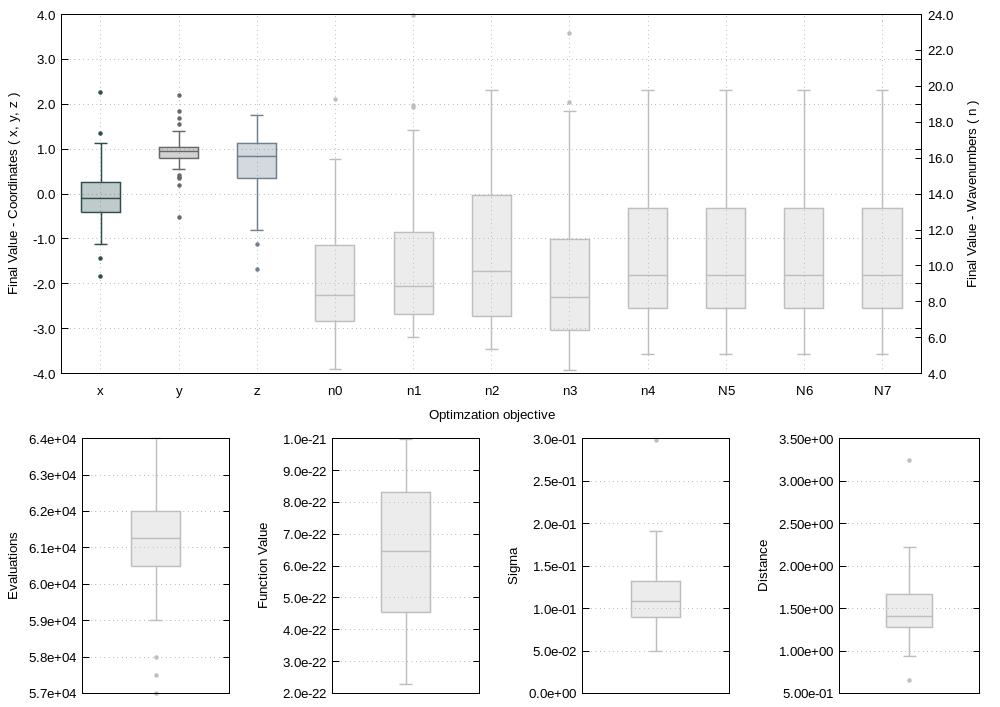 4.0 24.0
22.0
3.0
20.0
2.0
18.0
1.0
16.0
0.0 14.0
12.0
-1.0
10.0
-2.0
8.0
-3.0
6.0
-4.0 4.0
Final Value - Coordinates ( x, y, z )
Final Value - Wavenumbers ( n )
x y z n0 n1 n2 n3 n4 N5 N6 N7
Optimzation objective
6.4e+04
6.3e+04
6.2e+04
6.1e+04
6.0e+04
5.9e+04
5.8e+04
5.7e+04
Evaluations
1.0e-21
9.0e-22
8.0e-22
7.0e-22
6.0e-22
5.0e-22
4.0e-22
3.0e-22
2.0e-22
Function Value
3.0e-01
2.5e-01
2.0e-01
1.5e-01
1.0e-01
5.0e-02
0.0e+00
Sigma
3.50e+00
3.00e+00
2.50e+00
2.00e+00
1.50e+00
1.00e+00
5.00e-01
Distance